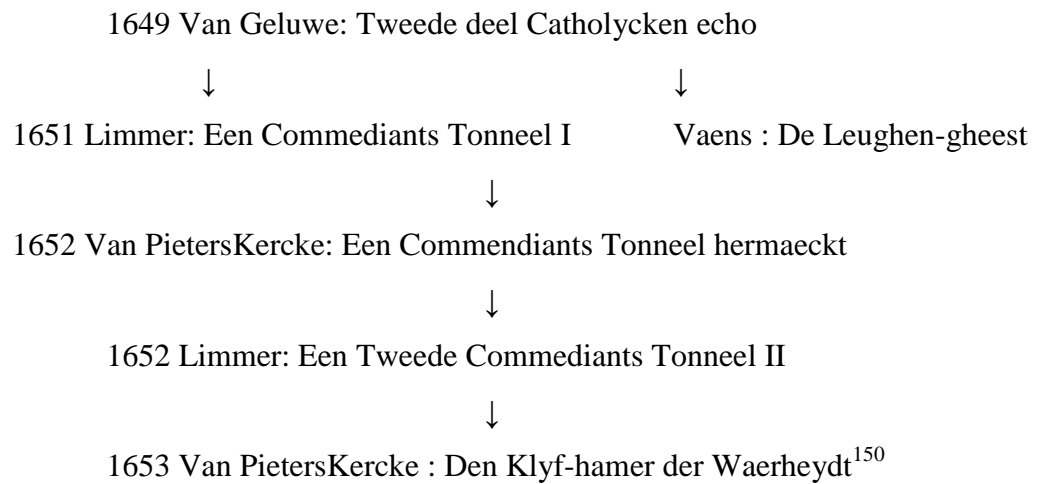 1649 Van Geluwe: Tweede deel Catholycken echo
↓ ↓
1651 Limmer: Een Commediants Tonneel I Vaens : De Leughen-gheest
↓
1652 Van PietersKercke: Een Commendiants Tonneel hermaeckt
↓
1652 Limmer: Een Tweede Commediants Tonneel II
↓
1653 Van PietersKercke : Den Klyf-hamer der Waerheydt150